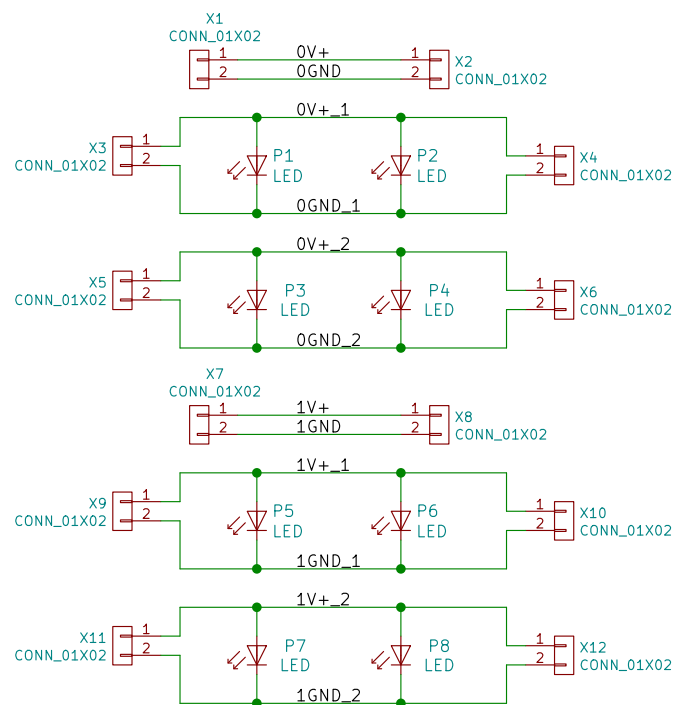 X1
CONN_01X02
1 0V+ 1 X2
2 0GND 2 CONN_01X02
0V+_1
X3 1 P1 P2 1 X4
CONN_01X02 2 LED LED 2 CONN_01X02
0GND_1
0V+_2
X5 1 P3 P4 1 X6
CONN_01X02 2 LED LED 2 CONN_01X02
0GND_2
X7
CONN_01X02
1 1V+ 1 X8
2 1GND 2 CONN_01X02
1V+_1
X9 1 P5 P6 1 X10
CONN_01X02 2 LED LED 2 CONN_01X02
1GND_1
1V+_2
X11 1 P7 P8 1 X12
CONN_01X02 2 LED LED 2 CONN_01X02
1GND_2